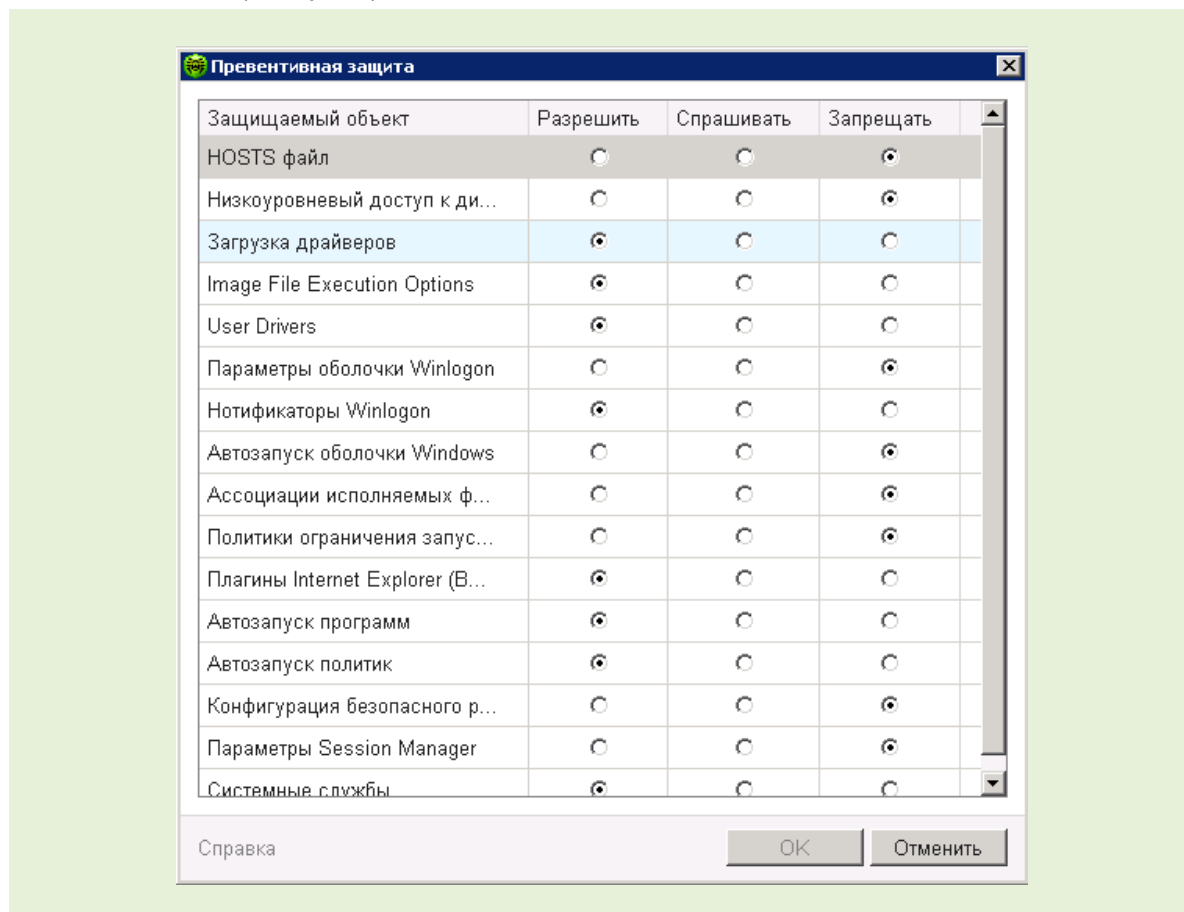 Превентивная защита
Защищаемый объект Разрешить Спрашивать Запрещать
HOSTS файл
Низкоуровневый доступ к ди...
Загрузка драйверов
Image File Execution Options
User Drivers
Параметры оболочки Winlogon
Нотификаторы Winlogon
Автозапуск оболочки Windows
Ассоциации исполняемых ф...
Политики ограничения запус...
Плагины Internet Explorer (B...
Автозапуск программ
Автозапуск политик
Конфигурация безопасного р...
Параметры Session Manager
Системные службы
Справка OK Отменить